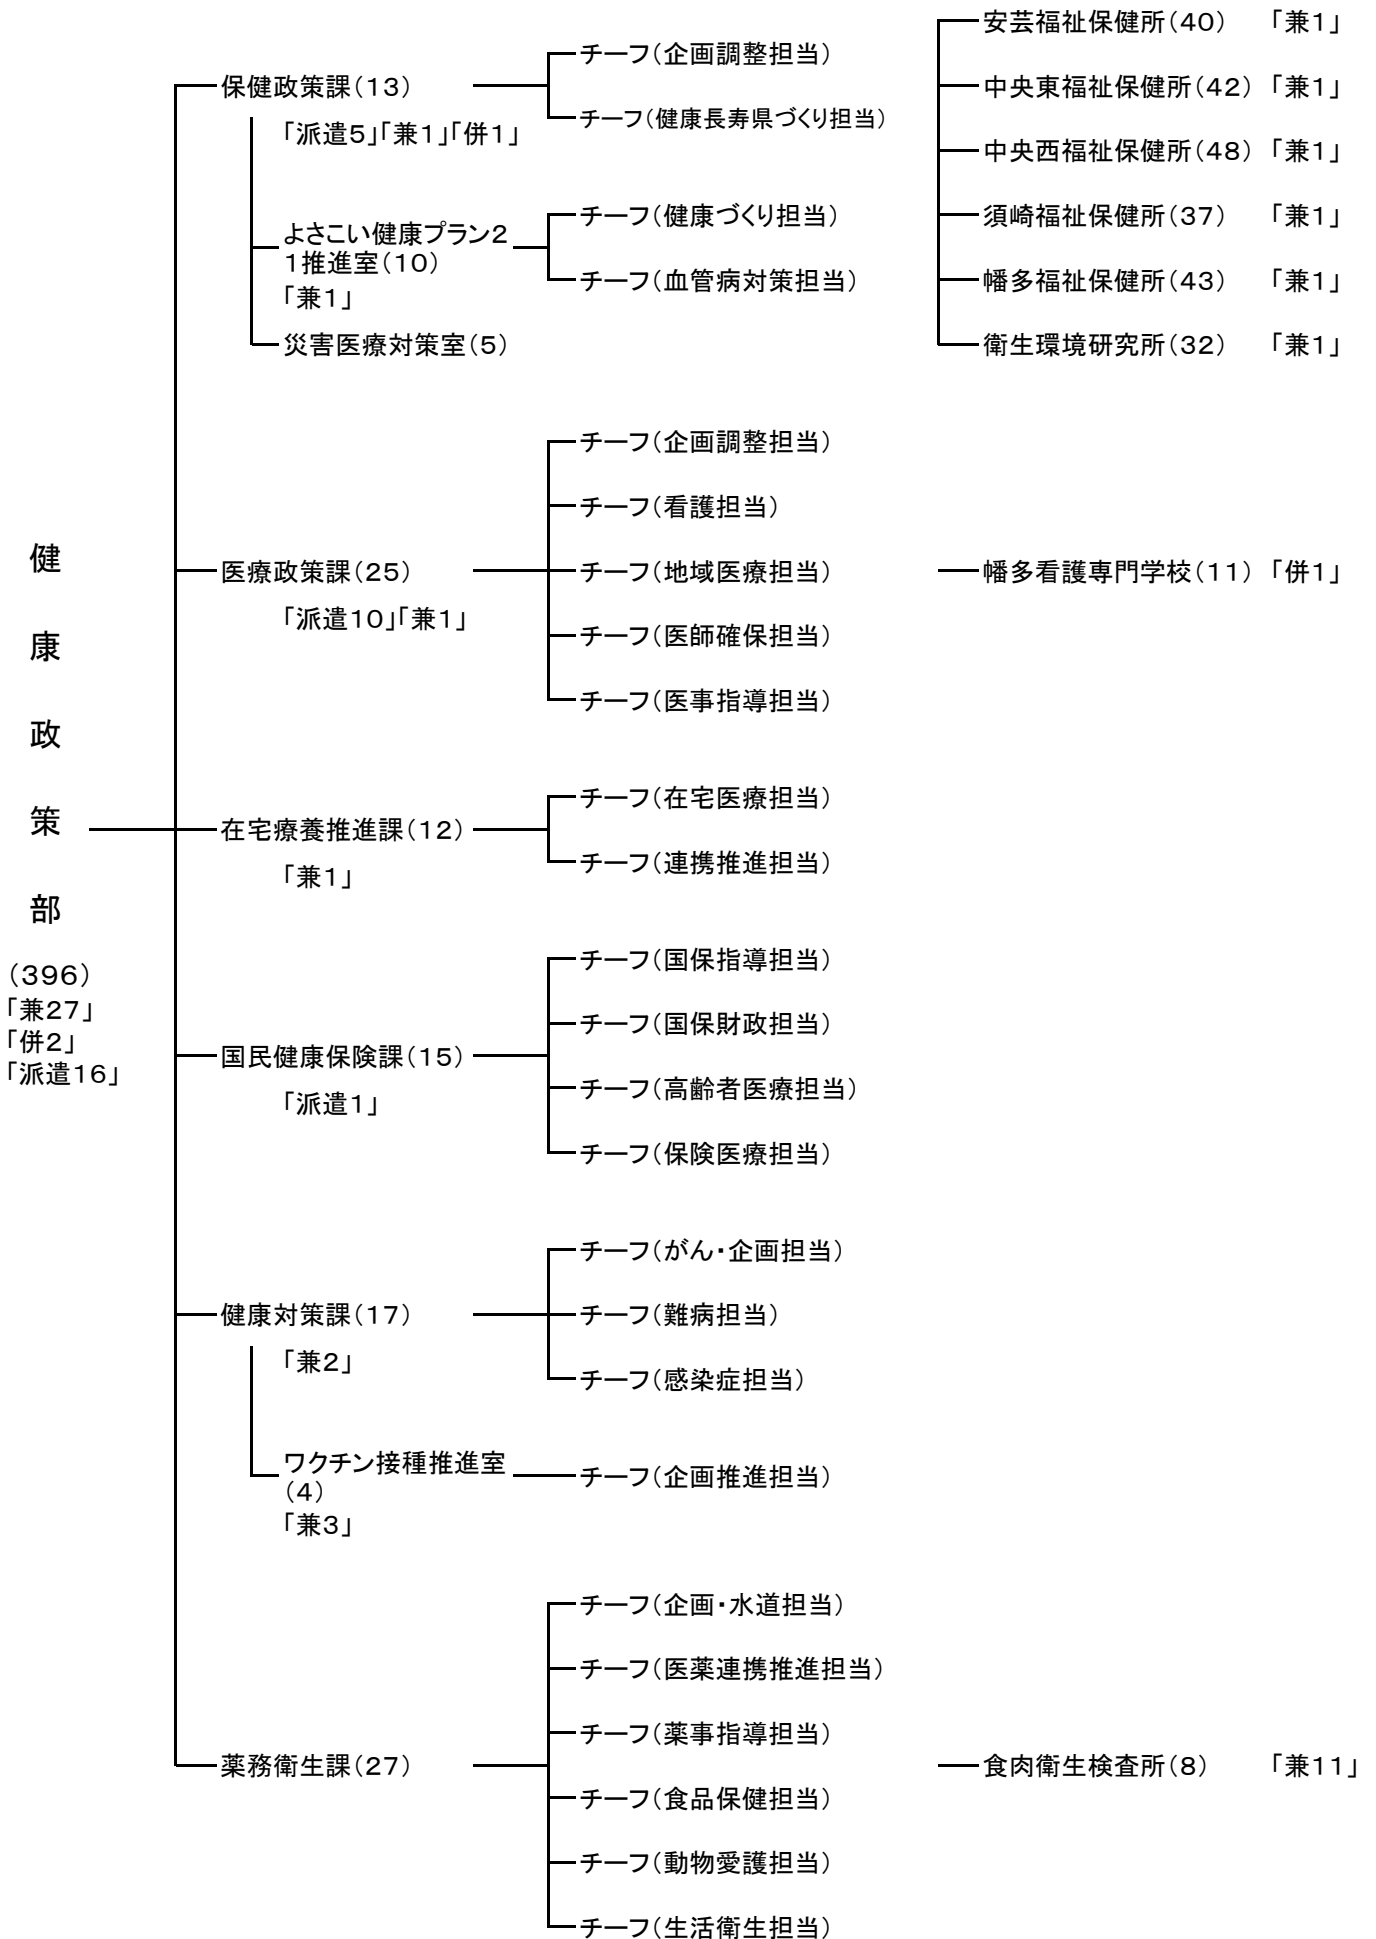 健康政策部
（396）
「兼27」
「併2」
「派遣16」
保健政策課（13）
「派遣5」「兼1」「併1」
チーフ（企画調整担当）
チーフ（健康長寿県づくり担当）
よさこい健康プラン2
1推進室（10）
「兼1」
チーフ（健康づくり担当）
チーフ（血管病対策担当）
災害医療対策室（5）
安芸福祉保健所（40）　「兼1」
中央東福祉保健所（42）「兼1」
中央西福祉保健所（48）「兼1」
須崎福祉保健所（37）　「兼1」
幡多福祉保健所（43）　「兼1」
衛生環境研究所（32）　「兼1」
医療政策課（25）
「派遣10」「兼1」
チーフ（企画調整担当）
チーフ（看護担当）
チーフ（地域医療担当）
チーフ（医師確保担当）
チーフ（医事指導担当）
幡多看護専門学校（11）「併1」
在宅療養推進課（12）
「兼1」
チーフ（在宅医療担当）
チーフ（連携推進担当）
国民健康保険課（15）
「派遣1」
チーフ（国保指導担当）
チーフ（国保財政担当）
チーフ（高齢者医療担当）
チーフ（保険医療担当）
健康対策課（17）
「兼2」
チーフ（がん・企画担当）
チーフ（難病担当）
チーフ（感染症担当）
ワクチン接種推進室
（4）
「兼3」
チーフ（企画推進担当）
薬務衛生課（27）
チーフ（企画・水道担当）
チーフ（医薬連携推進担当）
チーフ（薬事指導担当）
チーフ（食品保健担当）
チーフ（動物愛護担当）
チーフ（生活衛生担当）
食肉衛生検査所（8）　「兼11」